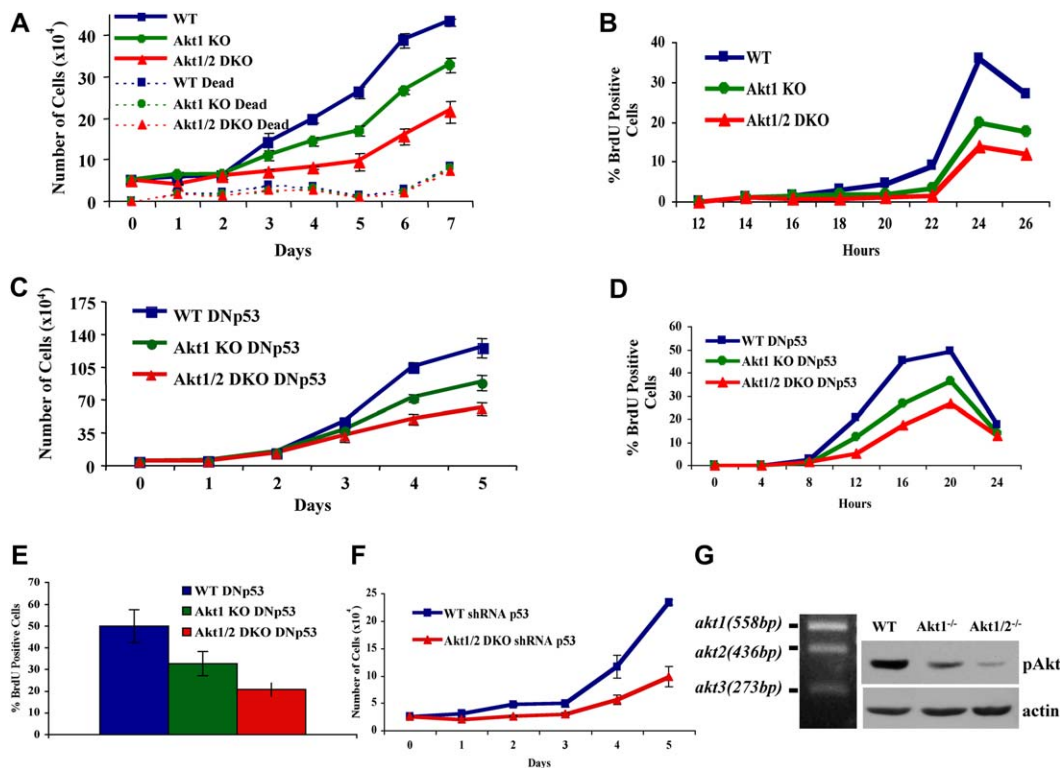 A
Number of Cells (x10⁴)
40
30
20
10
0
WT
Akt1 KO
Akt1/2 DKO
WT Dead
Akt1 KO Dead
Akt1/2 DKO Dead
0 1 2 3 4 5 6 7
Days
B
% BrdU Positive
Cells
40
30
20
10
0
WT
Akt1 KO
Akt1/2 DKO
12 14 16 18 20 22 24 26
Hours
C
Number of Cells (x10⁴)
175
140
105
70
35
0
WT DNp53
Akt1 KO DNp53
Akt1/2 DKO DNp53
0 1 2 3 4 5
Days
D
% BrdU Positive
Cells
60
50
40
30
20
10
0
WT DNp53
Akt1 KO DNp53
Akt1/2 DKO DNp53
0 4 8 12 16 20 24
Hours
E
% BrdU Positive Cells
70
60
50
40
30
20
10
0
WT DNp53
Akt1 KO DNp53
Akt1/2 DKO DNp53
F
Number of Cells (x10⁴)
25
20
15
10
5
0
WT shRNA p53
Akt1/2 DKO shRNA p53
0 1 2 3 4 5
Days
G
akt1(558bp)
akt2(436bp)
akt3(273bp)
WT Akt1⁻/⁻ Akt1/2⁻/⁻
pAkt
actin